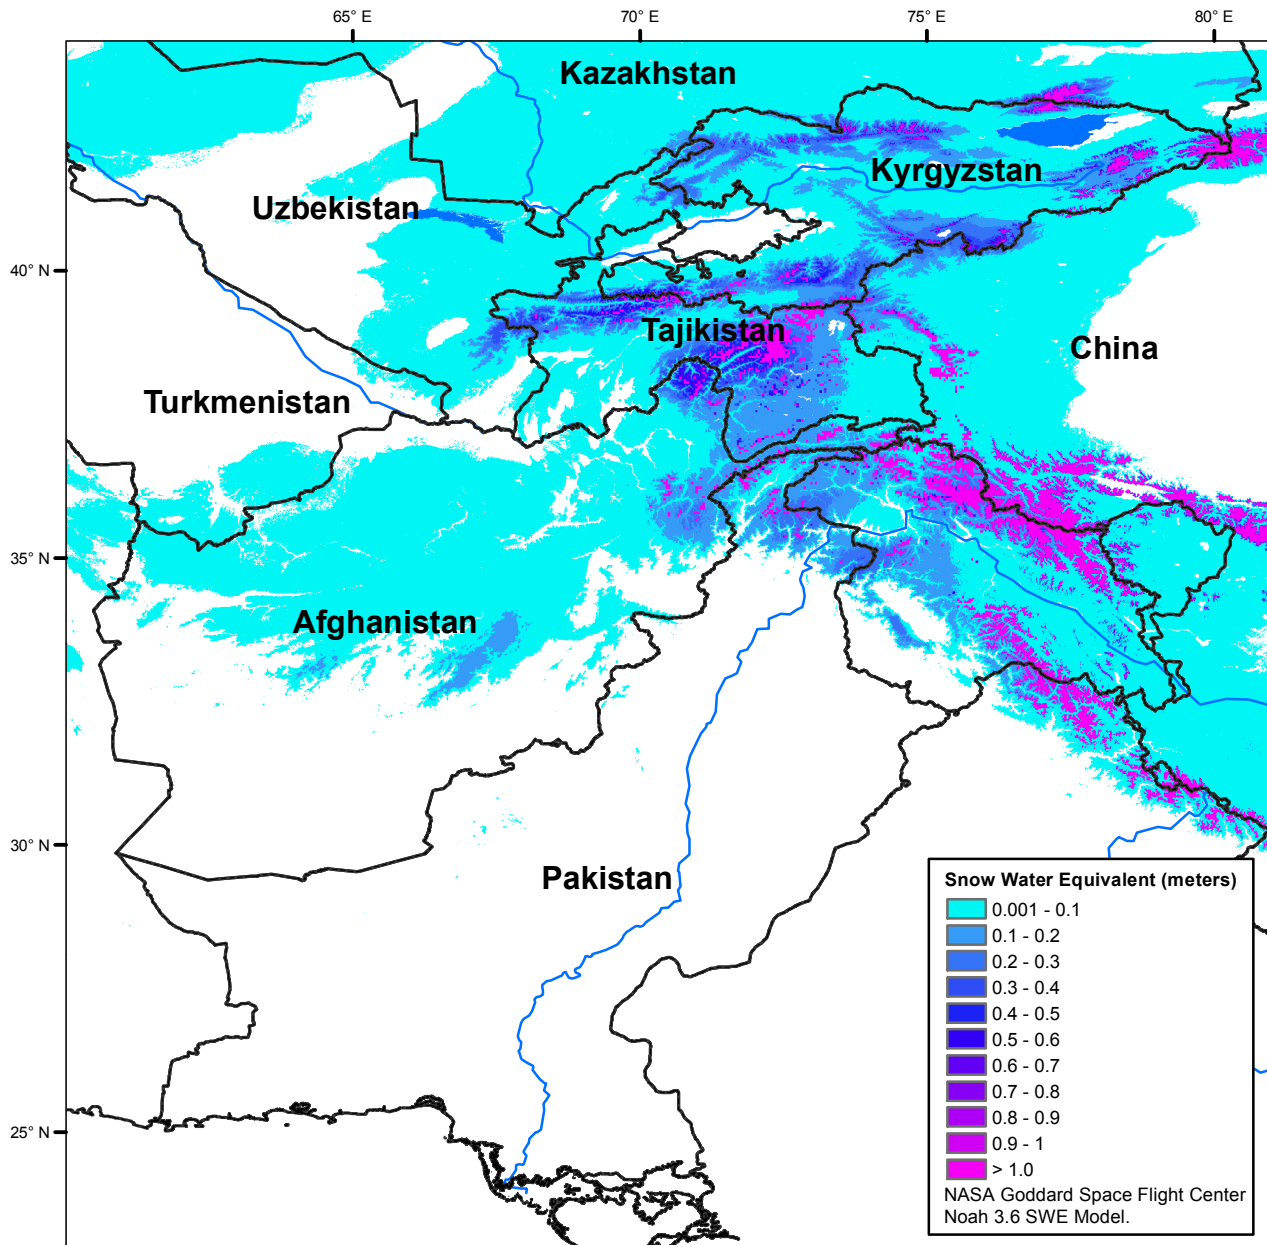 65° E
70° E
75° E
80° E
Kazakhstan
Kyrgyzstan
Uzbekistan
40° N
Tajikistan
China
Turkmenistan
35° N
Afghanistan
30° N
Pakistan
25° N
Snow Water Equivalent (meters)
0.001 - 0.1
0.1 - 0.2
0.2 - 0.3
0.3 - 0.4
0.4 - 0.5
0.5 - 0.6
0.6 - 0.7
0.7 - 0.8
0.8 - 0.9
0.9 - 1
> 1.0
NASA Goddard Space Flight Center
Noah 3.6 SWE Model.